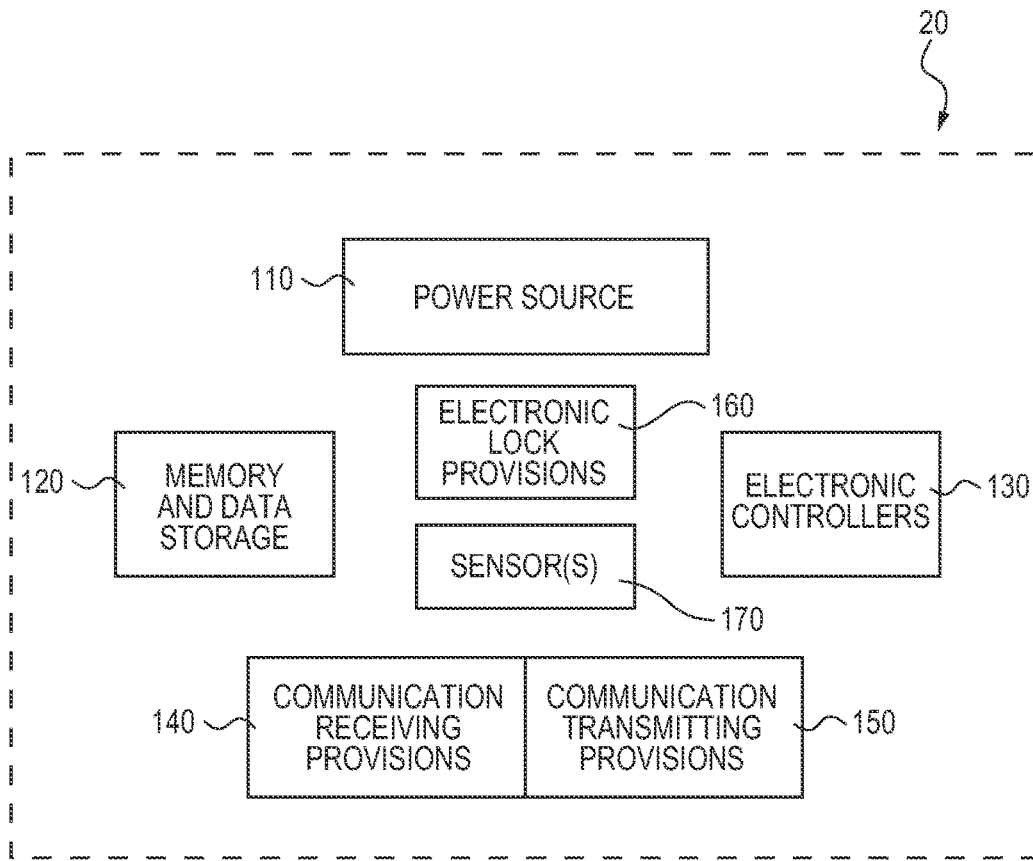 20
110
POWER SOURCE
ELECTRONIC
LOCK
PROVISIONS
160
120
MEMORY
AND DATA
STORAGE
ELECTRONIC
CONTROLLERS
130
SENSOR(S)
170
140
COMMUNICATION
RECEIVING
PROVISIONS
COMMUNICATION
TRANSMITTING
PROVISIONS
150